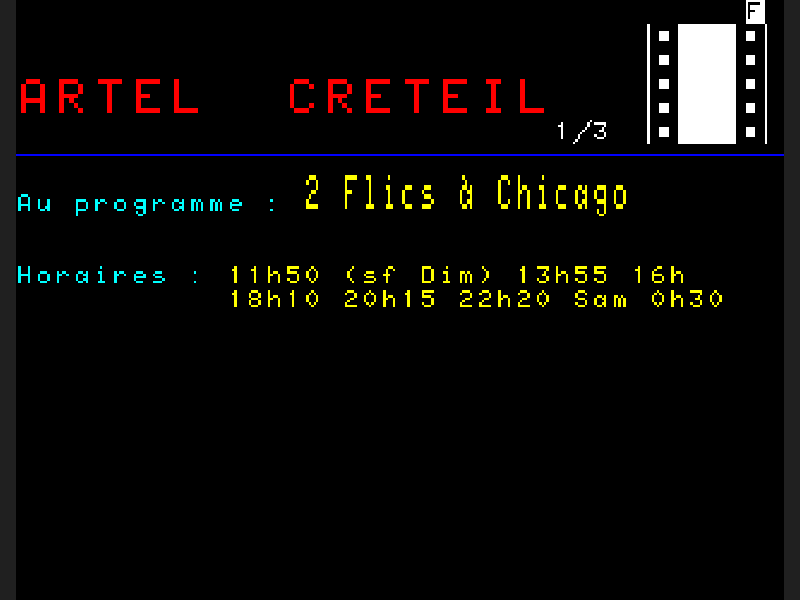 F
ARTEL CRETEIL
1/3
Au programme : 2 Flics à Chicago
Horaires : 11h50 (sf Dim) 13h55 16h
18h10 20h15 22h20 Sam 0h30